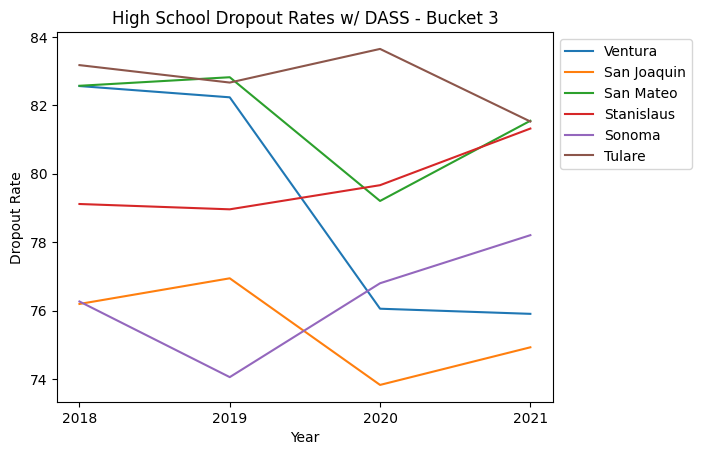 High School Dropout Rates w/ DASS - Bucket 3
84
82
80
78
76
74
Dropout Rate
2018 2019 2020 2021
Year
Ventura
San Joaquin
San Mateo
Stanislaus
Sonoma
Tulare